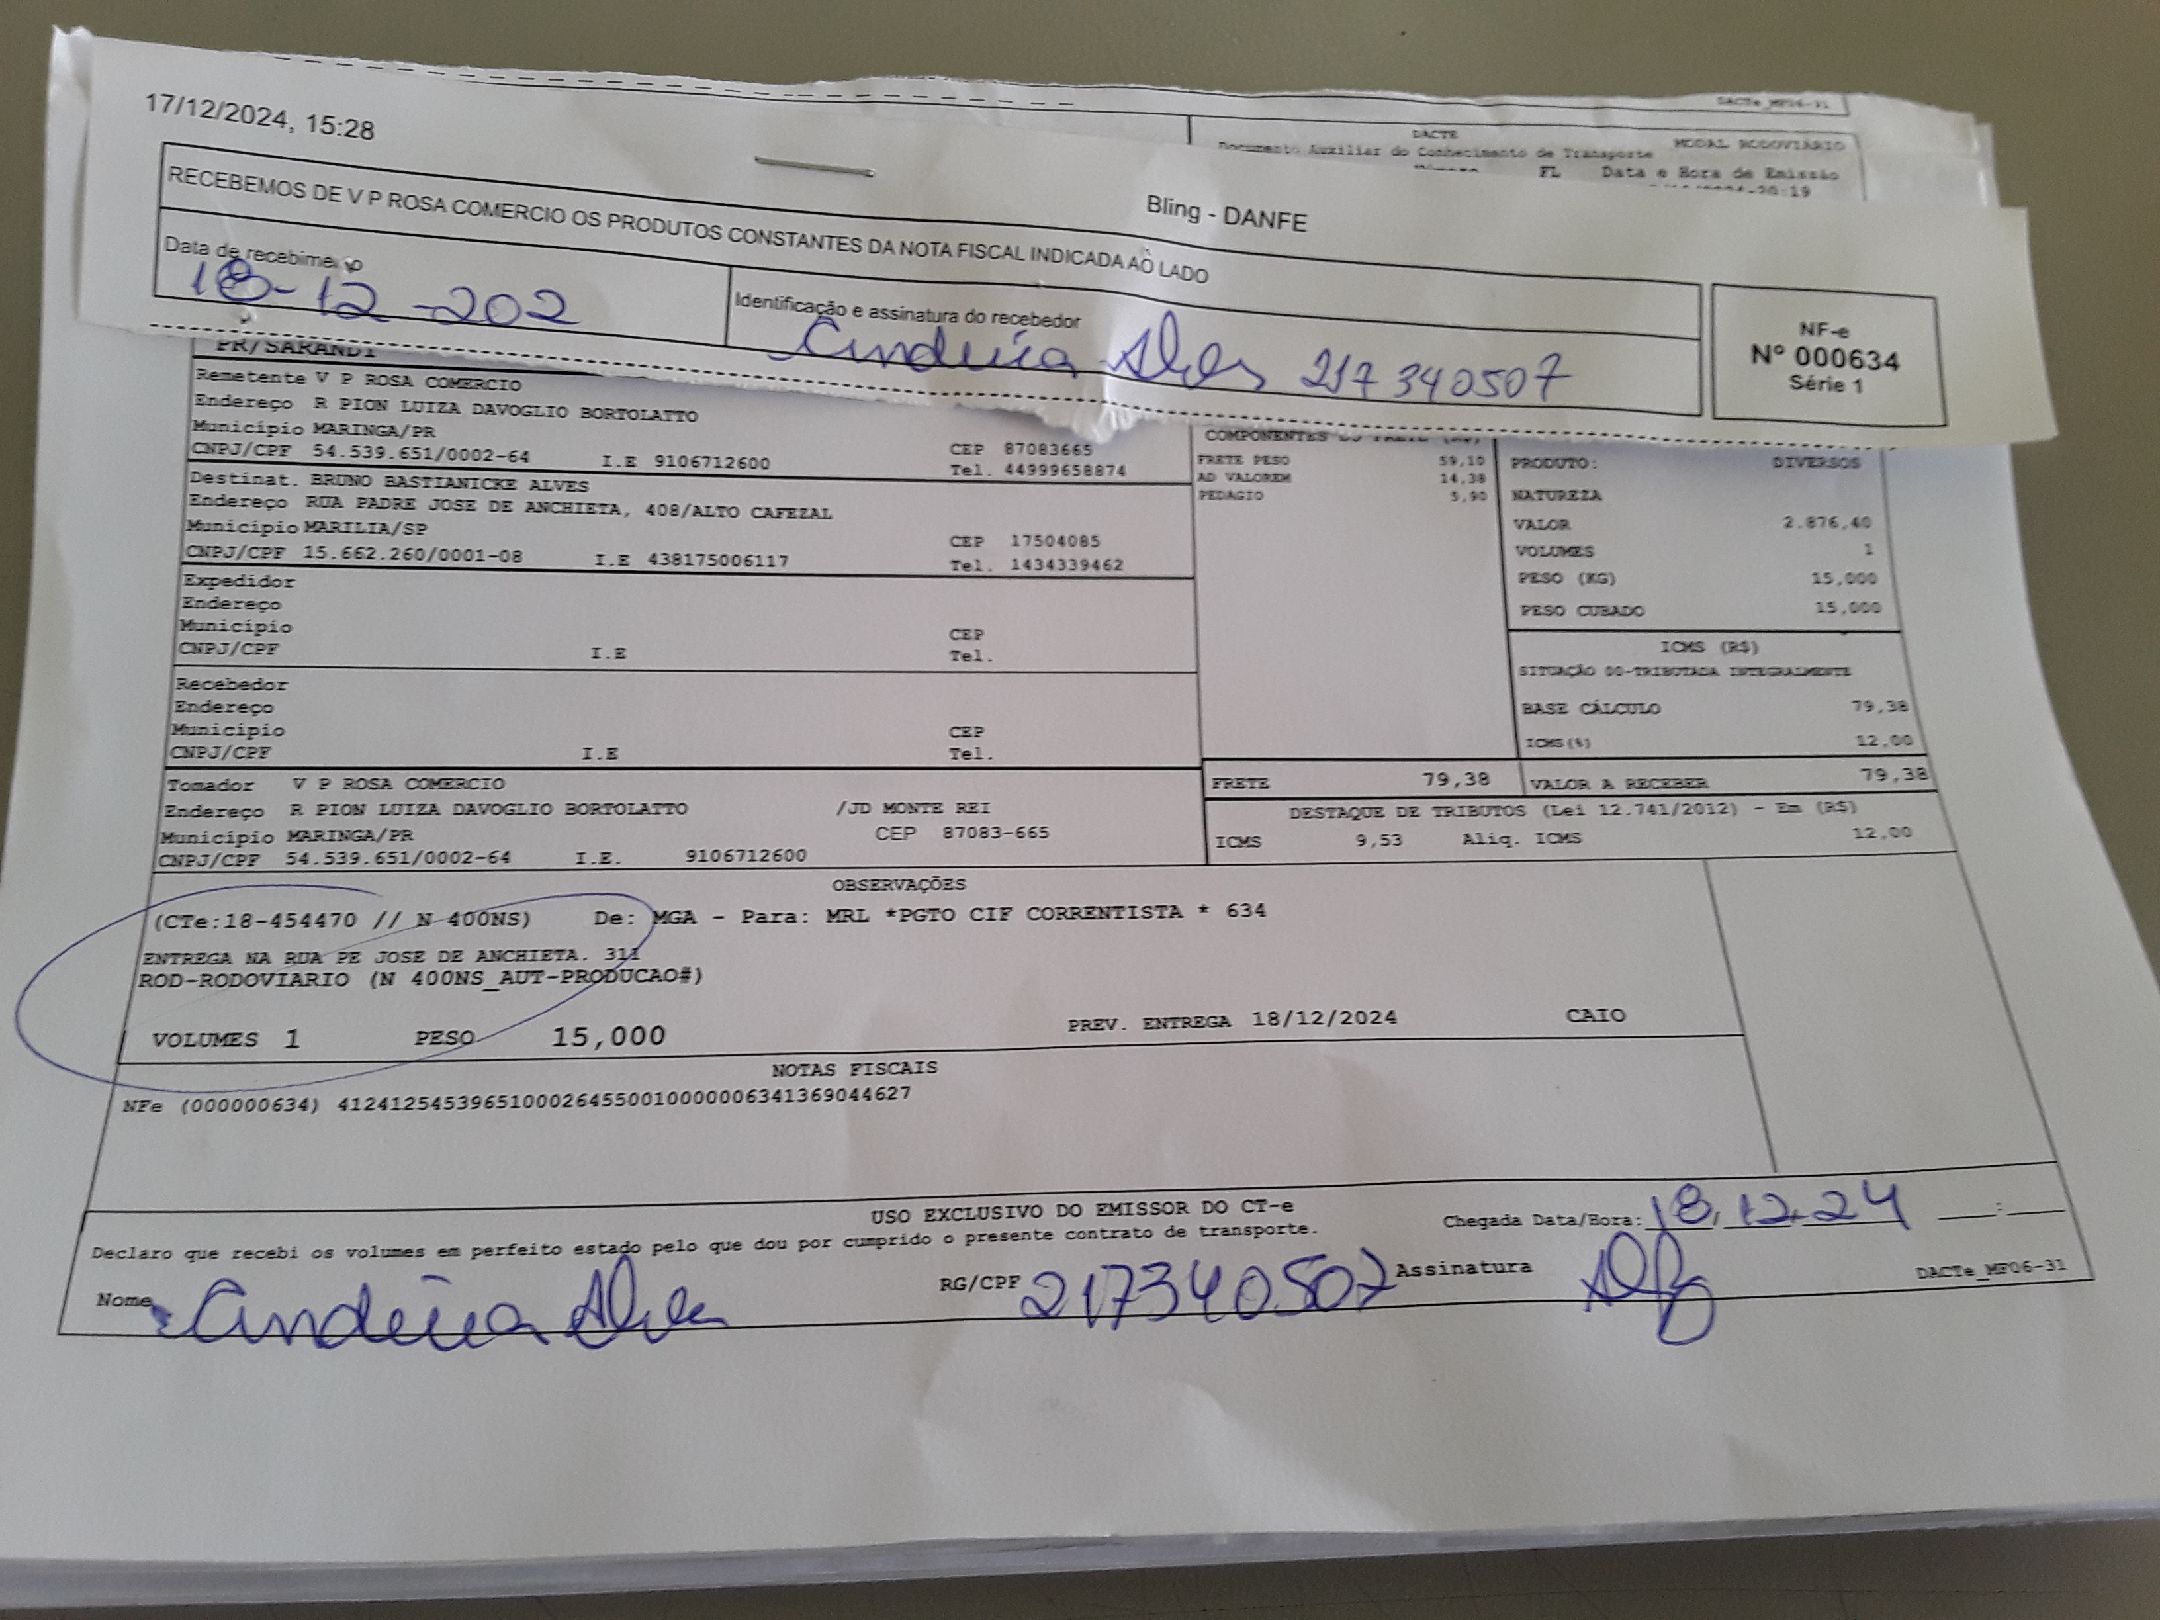 17/12/2024, 15:28
DACTe_MF06-31
DACTE
MODAL RODOVIÁRIO
Documento Auxiliar do Conhecimento de Transporte
FL Data e Hora de Emissão
Bling - DANFE
RECEBEMOS DE V P ROSA COMERCIO OS PRODUTOS CONSTANTES DA NOTA FISCAL INDICADA AO LADO
Data de recebimento
18-12-202
Identificação e assinatura do recebedor
Alves 217340507
NF-e
Nº 000634
Série 1
PR/SARANDI
Remetente V P ROSA COMERCIO
Endereço R PION LUIZA DAVOGLIO BORTOLATTO
Município MARINGA/PR CEP 87083665
CNPJ/CPF 54.539.651/0002-64 I.E 9106712600 Tel. 44999658874
Destinat. BRUNO BASTIANICKE ALVES
Endereço RUA PADRE JOSE DE ANCHIETA, 408/ALTO CAFEZAL
Município MARILIA/SP CEP 17504085
CNPJ/CPF 15.662.260/0001-08 I.E 438175006117 Tel. 1434339462
Expedidor
Endereço
Município CEP
CNPJ/CPF I.E Tel.
Recebedor
Endereço
Município CEP
CNPJ/CPF I.E Tel.
Tomador V P ROSA COMERCIO
Endereço R PION LUIZA DAVOGLIO BORTOLATTO /JD MONTE REI
Município MARINGA/PR CEP 87083-665
CNPJ/CPF 54.539.651/0002-64 I.E. 9106712600
COMPONENTES DO FRETE (R$)
FRETE PESO 59,10
AD VALOREM 14,38
PEDAGIO 5,90
PRODUTO: DIVERSOS
NATUREZA
VALOR 2.876,40
VOLUMES 1
PESO (KG) 15,000
PESO CUBADO 15,000
ICMS (R$)
SITUAÇÃO 00-TRIBUTADA INTEGRALMENTE
BASE CÁLCULO 79,38
ICMS(%) 12,00
FRETE 79,38 VALOR A RECEBER 79,38
DESTAQUE DE TRIBUTOS (Lei 12.741/2012) - Em (R$)
ICMS 9,53 Aliq. ICMS 12,00
OBSERVAÇÕES
(CTe:18-454470 // N 400NS) De: MGA - Para: MRL *PGTO CIF CORRENTISTA * 634
ENTREGA NA RUA PE JOSE DE ANCHIETA. 311
ROD-RODOVIARIO (N 400NS_AUT-PRODUCAO#)
VOLUMES 1 PESO 15,000 PREV. ENTREGA 18/12/2024 CAIO
NOTAS FISCAIS
NFe (000000634) 41241254539651000264550010000006341369044627
USO EXCLUSIVO DO EMISSOR DO CT-e
Declaro que recebi os volumes em perfeito estado pelo que dou por cumprido o presente contrato de transporte.
Chegada Data/Hora: 18/12/24 __:__
Nome Alves RG/CPF 217340507 Assinatura
DACTe_MF06-31